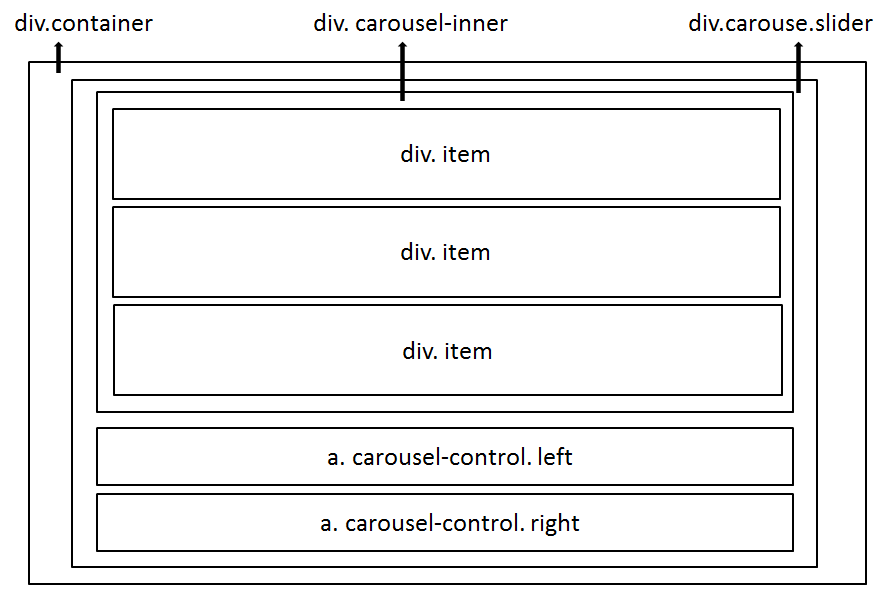 div.container
div. carousel-inner
div.carouse.slider
div. item
div. item
div. item
a. carousel-control. left
a. carousel-control. right